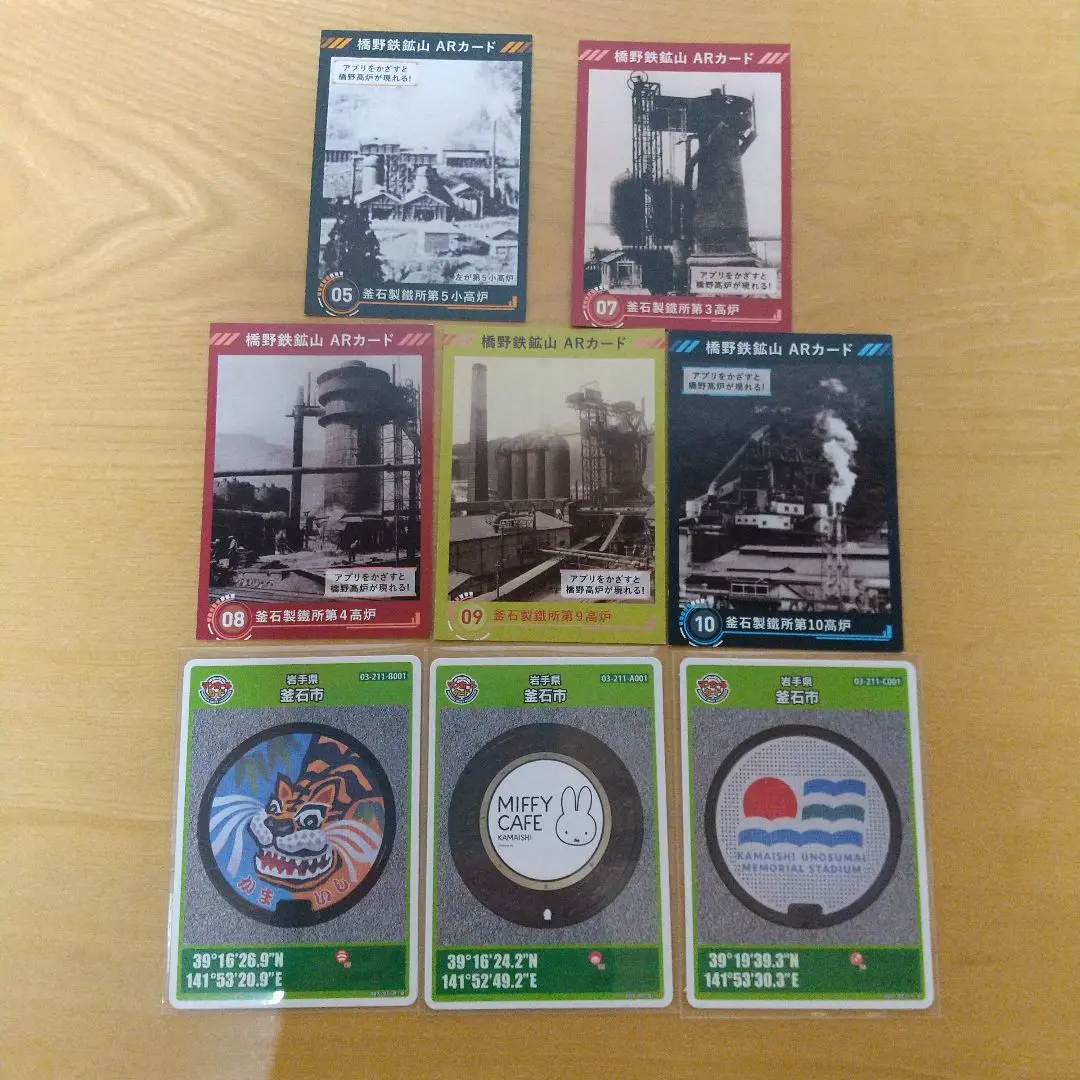 橋野鉄鉱山 ARカード
アプリをかざすと
橋野高炉が現れる!
左が第5小高炉
05 釜石製鐵所第5小高炉
橋野鉄鉱山 ARカード
アプリをかざすと
橋野高炉が現れる!
07 釜石製鐵所第3高炉
橋野鉄鉱山 ARカード
アプリをかざすと
橋野高炉が現れる!
08 釜石製鐵所第4高炉
橋野鉄鉱山 ARカード
アプリをかざすと
橋野高炉が現れる!
09 釜石製鐵所第9高炉
橋野鉄鉱山 ARカード
アプリをかざすと
橋野高炉が現れる!
10 釜石製鐵所第10高炉
岩手県
釜石市
03-211-B001
かまいし
39°16'26.9"N
141°53'20.9"E
岩手県
釜石市
03-211-A001
MIFFY
CAFE
KAMAISHI
39°16'24.2"N
141°52'49.2"E
岩手県
釜石市
03-211-C001
KAMAISHI UNOSUMAI
MEMORIAL STADIUM
39°19'39.3"N
141°53'30.3"E